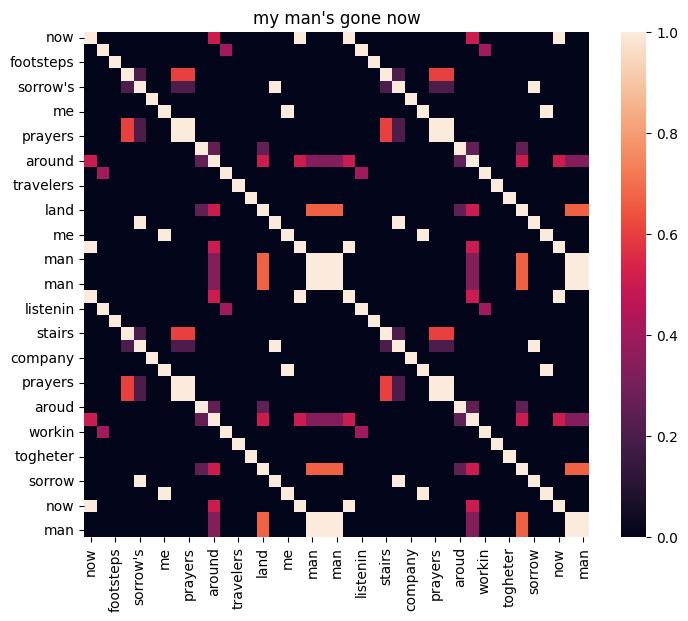 my man's gone now
now
footsteps
sorrow's
me
prayers
around
travelers
land
me
man
man
listenin
stairs
company
prayers
aroud
workin
togheter
sorrow
now
man
1.0
0.8
0.6
0.4
0.2
0.0
now
footsteps
sorrow's
me
prayers
around
travelers
land
me
man
man
listenin
stairs
company
prayers
aroud
workin
togheter
sorrow
now
man